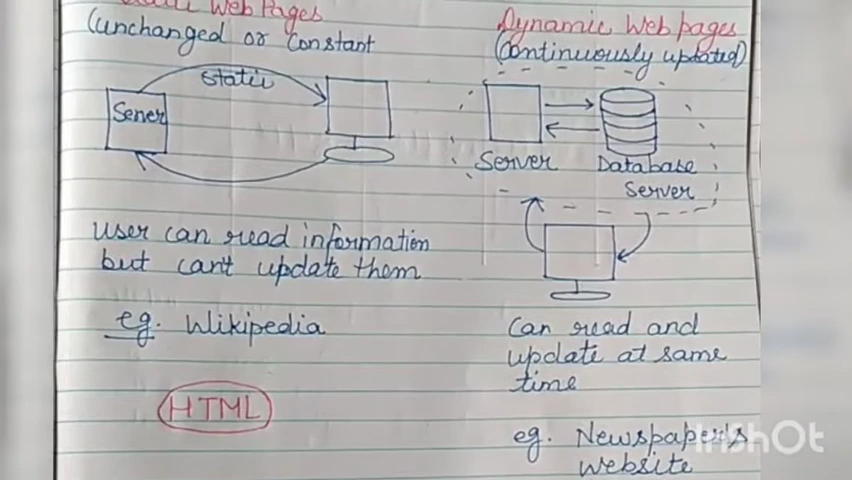 Static Web Pages
(unchanged or constant
static
Server
user can read information
but can't update them
eg. Wikipedia
HTML
Dynamic Web pages
(continuously updated)
Server
Database
Server
Can read and
update at same
time
eg. Newspaper's
website
InShOt